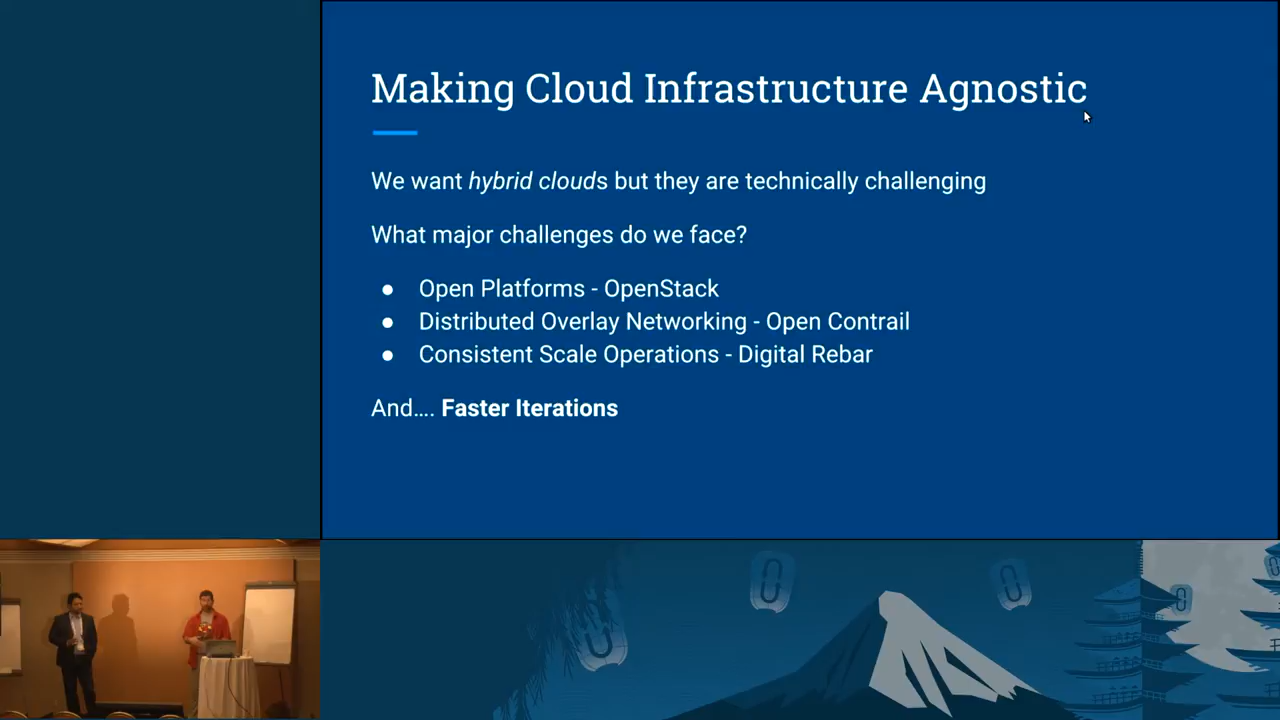 Making Cloud Infrastructure Agnostic
We want hybrid clouds but they are technically challenging
What major challenges do we face?
● Open Platforms - OpenStack
● Distributed Overlay Networking - Open Contrail
● Consistent Scale Operations - Digital Rebar
And.... Faster Iterations